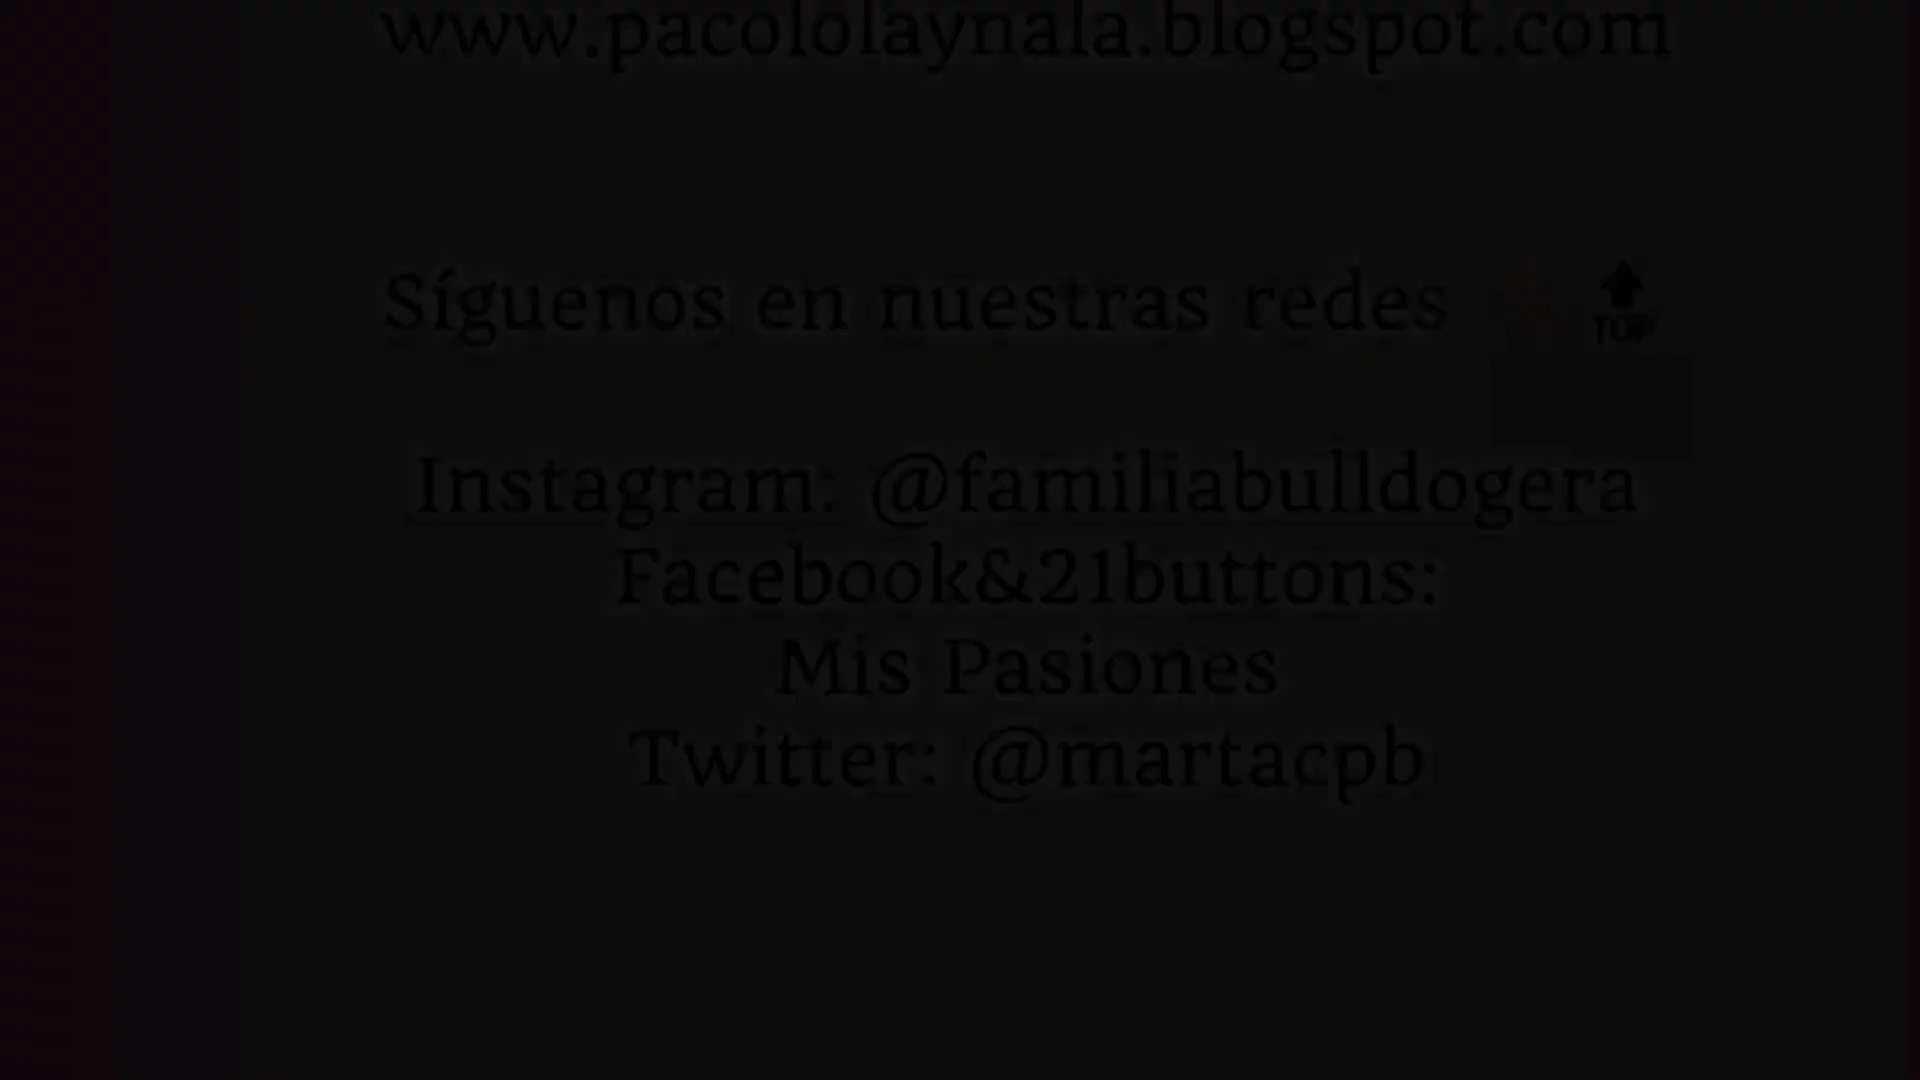 www.pacololaynala.blogspot.com
Síguenos en nuestras redes 🔝
Instagram: @familiabulldogera
Facebook&21buttons:
Mis Pasiones
Twitter: @martacpb